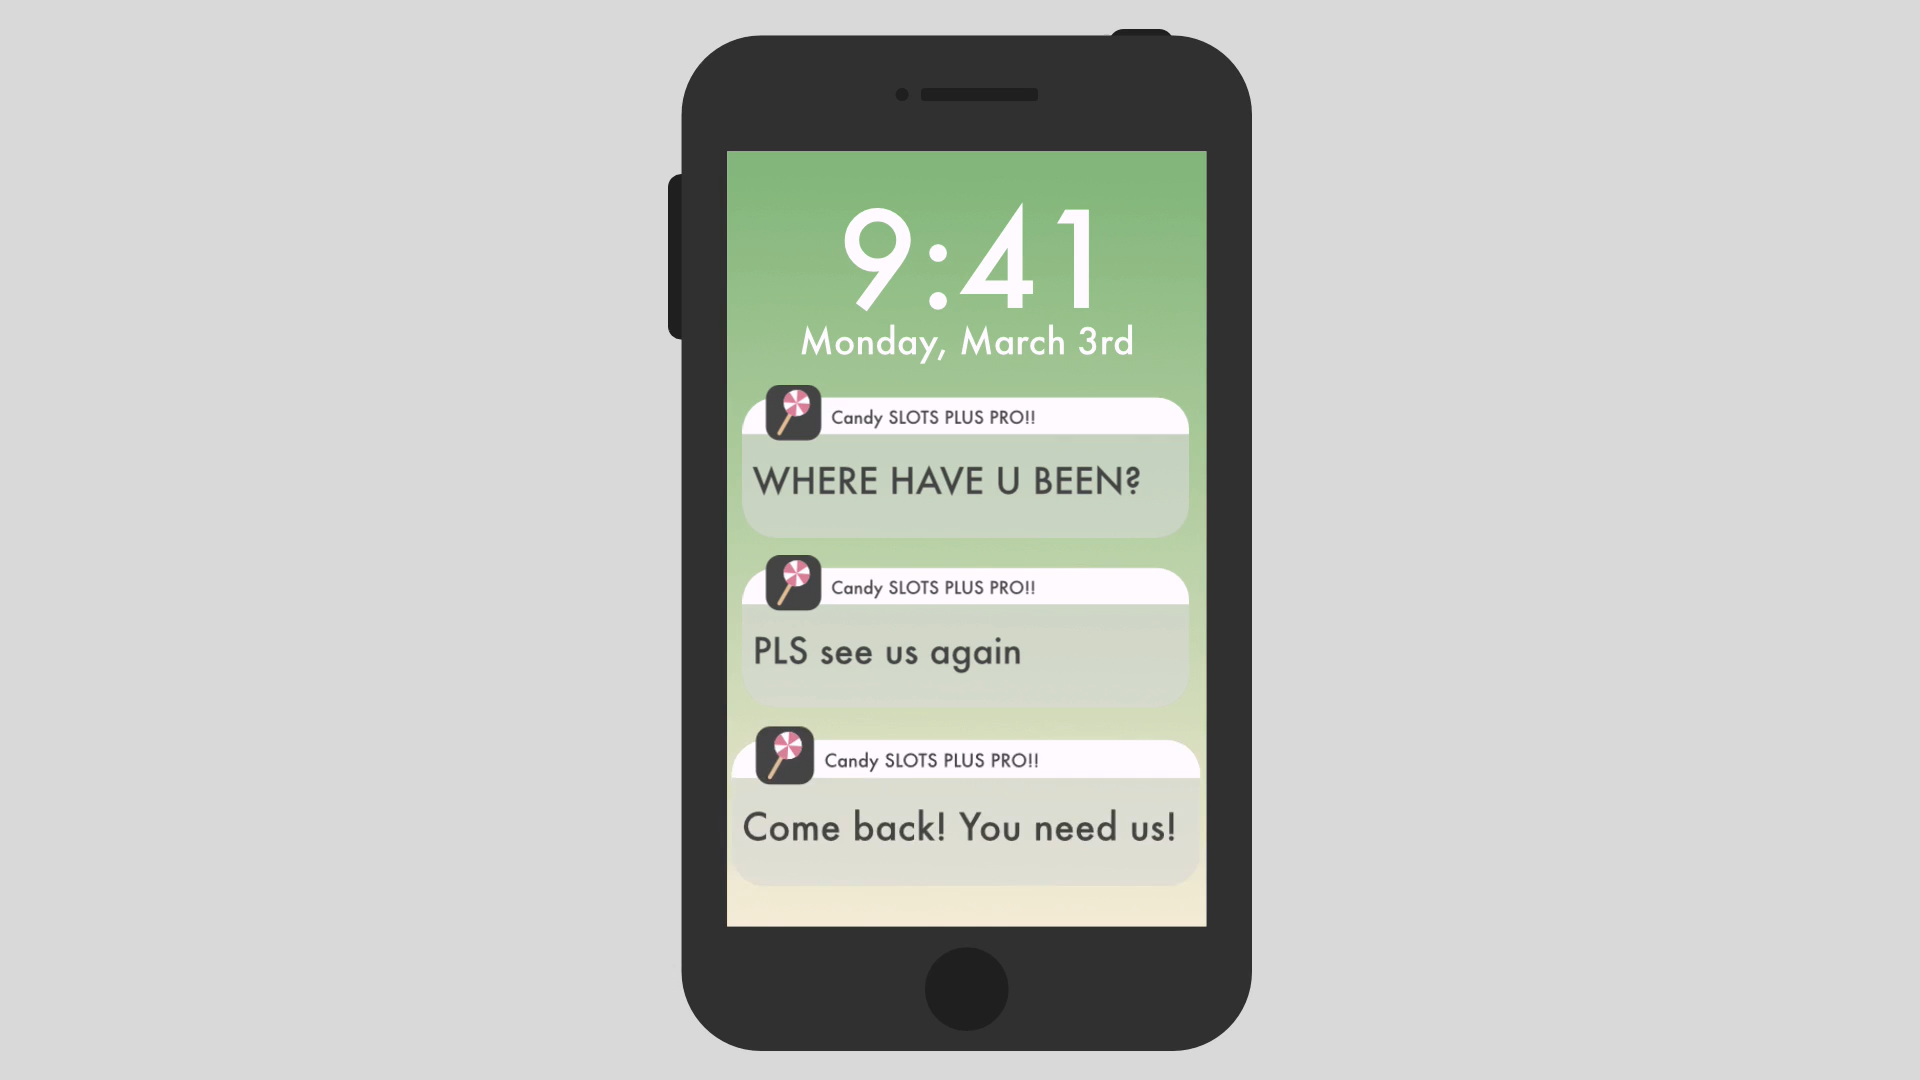 9:41
Monday, March 3rd
Candy SLOTS PLUS PRO!!
WHERE HAVE U BEEN?
Candy SLOTS PLUS PRO!!
PLS see us again
Candy SLOTS PLUS PRO!!
Come back! You need us!